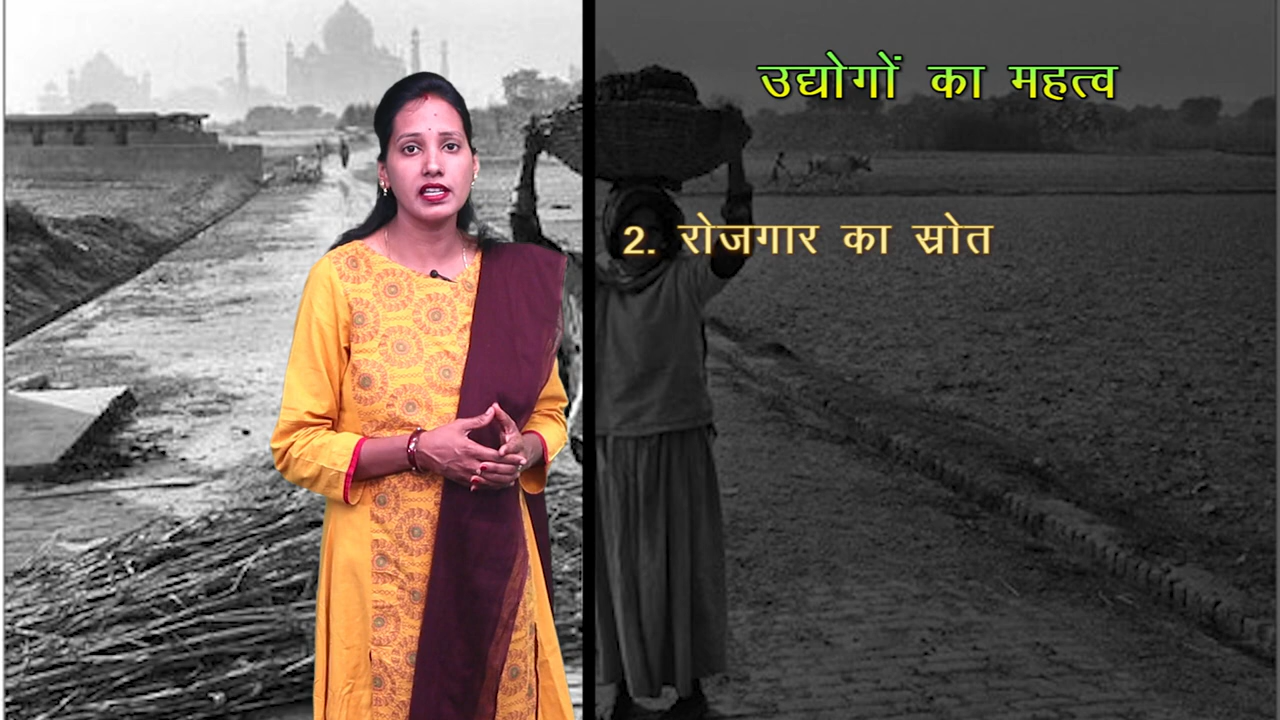 उद्योगों का महत्व
2. रोजगार का स्रोत